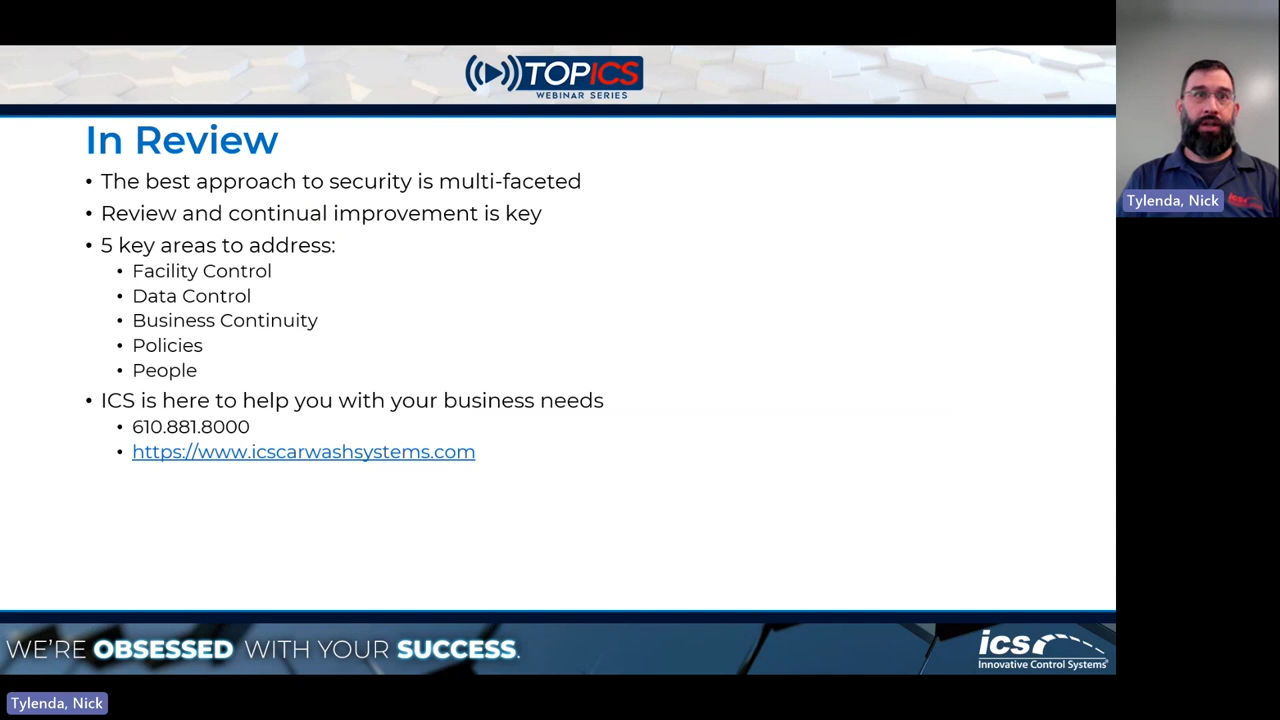 TOPICS
WEBINAR SERIES
In Review
• The best approach to security is multi-faceted
• Review and continual improvement is key
• 5 key areas to address:
• Facility Control
• Data Control
• Business Continuity
• Policies
• People
• ICS is here to help you with your business needs
• 610.881.8000
• https://www.icscarwashsystems.com
WE'RE OBSESSED WITH YOUR SUCCESS.
ics
Innovative Control Systems
Tylenda, Nick
ics
Tylenda, Nick